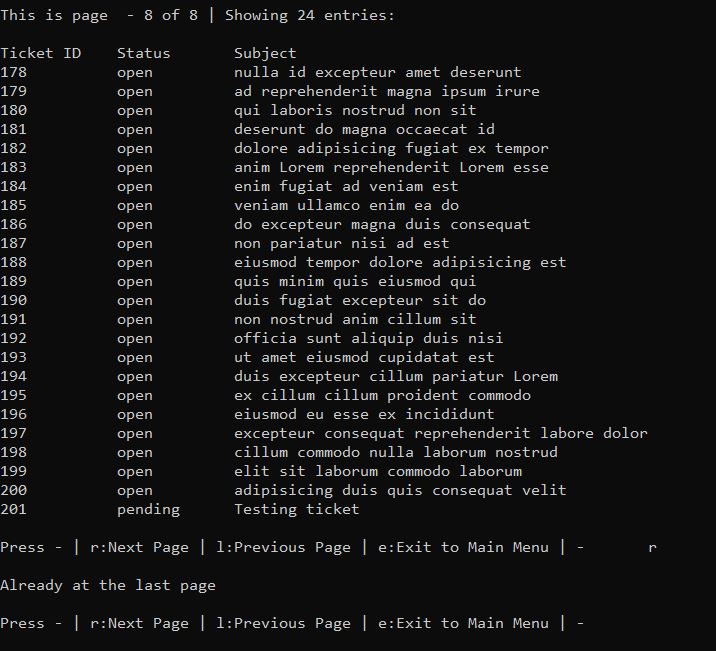 This is page  - 8 of 8 | Showing 24 entries:
Ticket ID    Status       Subject
178          open         nulla id excepteur amet deserunt
179          open         ad reprehenderit magna ipsum irure
180          open         qui laboris nostrud non sit
181          open         deserunt do magna occaecat id
182          open         dolore adipisicing fugiat ex tempor
183          open         anim Lorem reprehenderit Lorem esse
184          open         enim fugiat ad veniam est
185          open         veniam ullamco enim ea do
186          open         do excepteur magna duis consequat
187          open         non pariatur nisi ad est
188          open         eiusmod tempor dolore adipisicing est
189          open         quis minim quis eiusmod qui
190          open         duis fugiat excepteur sit do
191          open         non nostrud anim cillum sit
192          open         officia sunt aliquip duis nisi
193          open         ut amet eiusmod cupidatat est
194          open         duis excepteur cillum pariatur Lorem
195          open         ex cillum cillum proident commodo
196          open         eiusmod eu esse ex incididunt
197          open         excepteur consequat reprehenderit labore dolor
198          open         cillum commodo nulla laborum nostrud
199          open         elit sit laborum commodo laborum
200          open         adipisicing duis quis consequat velit
201          pending      Testing ticket
Press - | r:Next Page | l:Previous Page | e:Exit to Main Menu | -       r
Already at the last page
Press - | r:Next Page | l:Previous Page | e:Exit to Main Menu | -